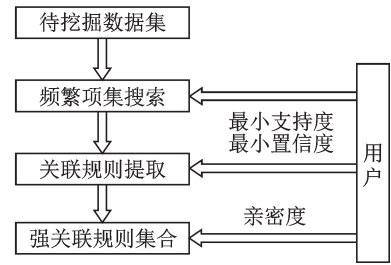 待挖掘数据集
频繁项集搜索
最小支持度
最小置信度
用户
关联规则提取
亲密度
强关联规则集合